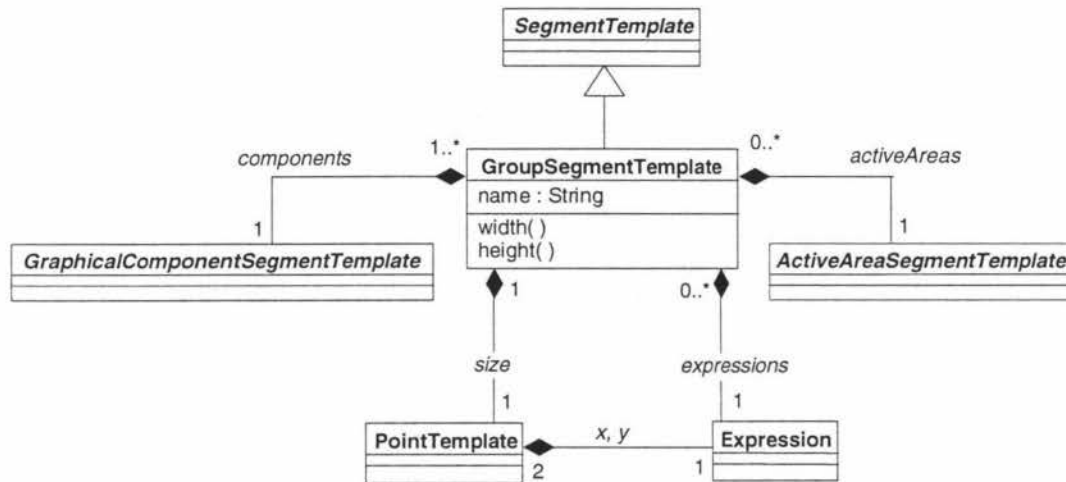 SegmentTemplate
components
1..*
GroupSegmentTemplate
0..*
activeAreas
name : String
width( )
height( )
1
1
GraphicalComponentSegmentTemplate
ActiveAreaSegmentTemplate
1
0..*
size
expressions
1
1
PointTemplate
x, y
Expression
2
1